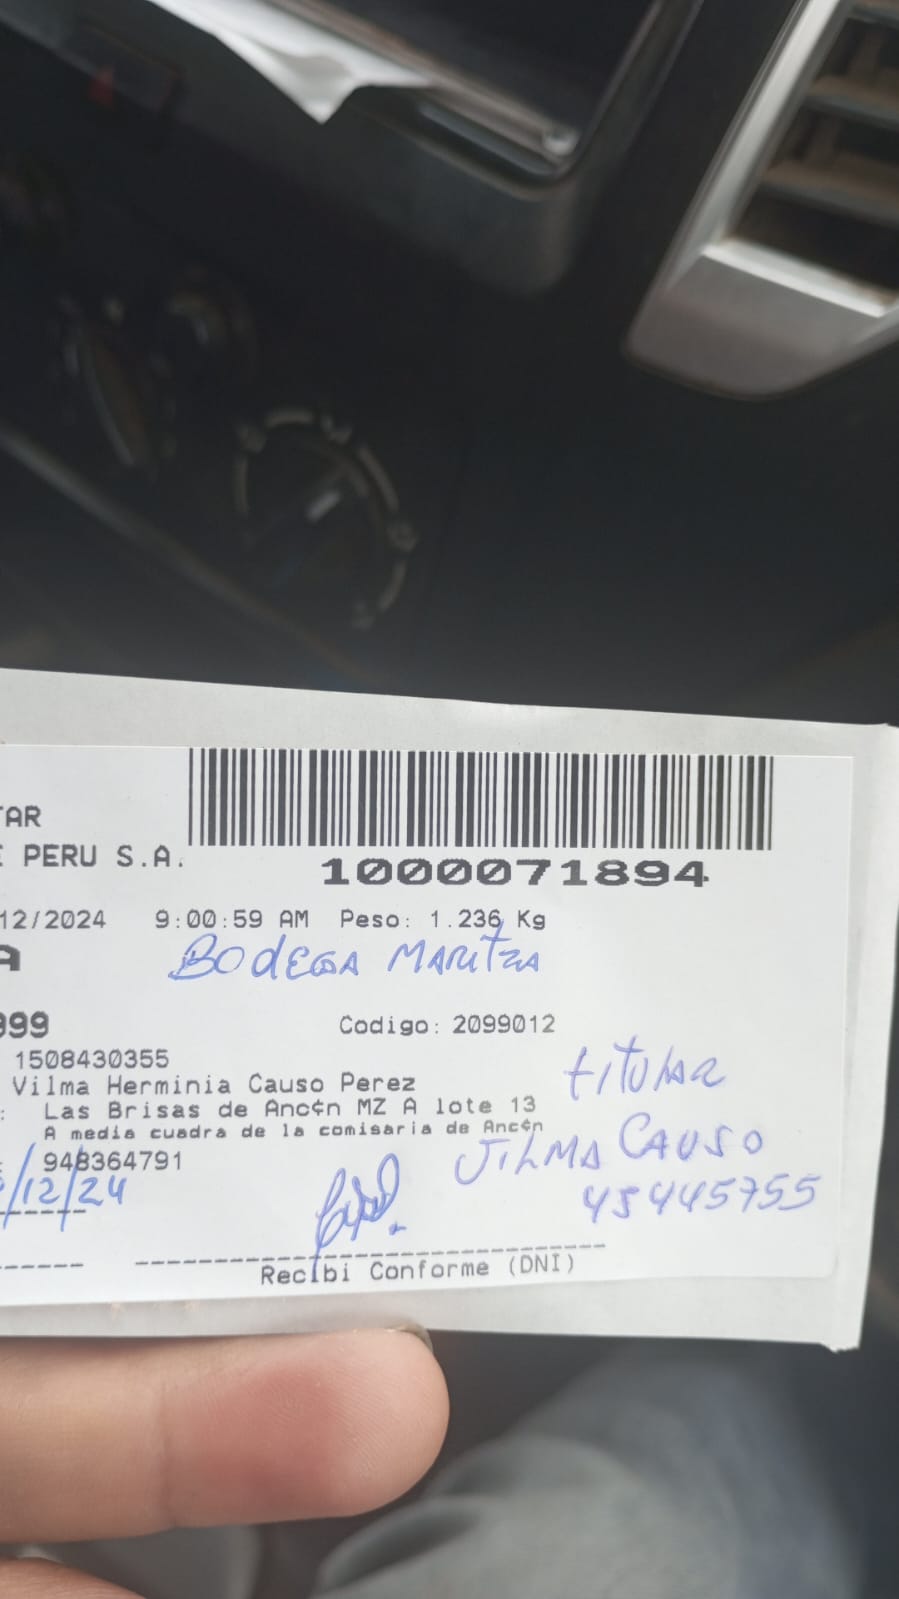 TAR
E PERU S.A.
1000071894
12/2024 9:00:59 AM Peso: 1.236 Kg
A BODEGA MARITZA
999 Codigo: 2099012
1508430355
titular
Vilma Herminia Causo Perez
: Las Brisas de Anc¢n MZ A lote 13
A media cuadra de la comisaria de Anc¢n
VILMA CAUSO
: 948364791
/12/24
45445755
Recibi Conforme (DNI)